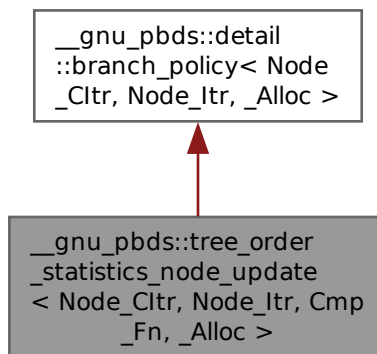 __gnu_pbds::detail
::branch_policy< Node
_CItr, Node_Itr, _Alloc >
__gnu_pbds::tree_order
_statistics_node_update
< Node_CItr, Node_Itr, Cmp
_Fn, _Alloc >